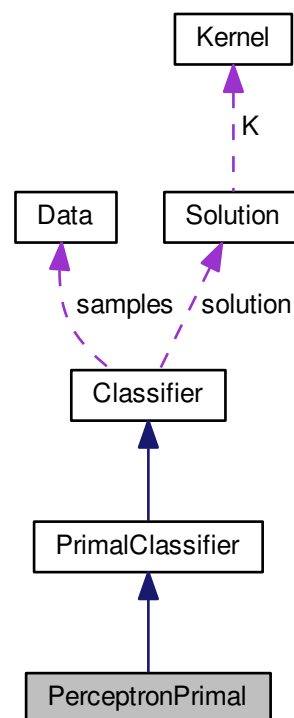 Kernel
K
Data
Solution
samples
solution
Classifier
PrimalClassifier
PerceptronPrimal